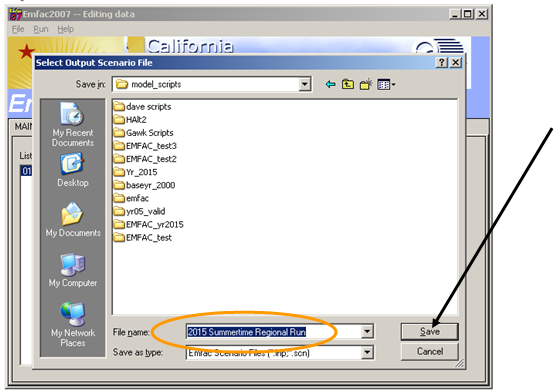 Emfac2007 -- Editing data
File Run Help
California
Select Output Scenario File
Save in: model_scripts
My Recent Documents
Desktop
My Documents
My Computer
My Network Places
dave scripts
HAlt2
Gawk Scripts
EMFAC_test3
EMFAC_test2
Yr_2015
baseyr_2000
emfac
yr05_valid
EMFAC_yr2015
EMFAC_test
File name: 2015 Summertime Regional Run
Save
Save as type: Emfac Scenario Files (*.inp; *.scn)
Cancel
MAIN
List
01